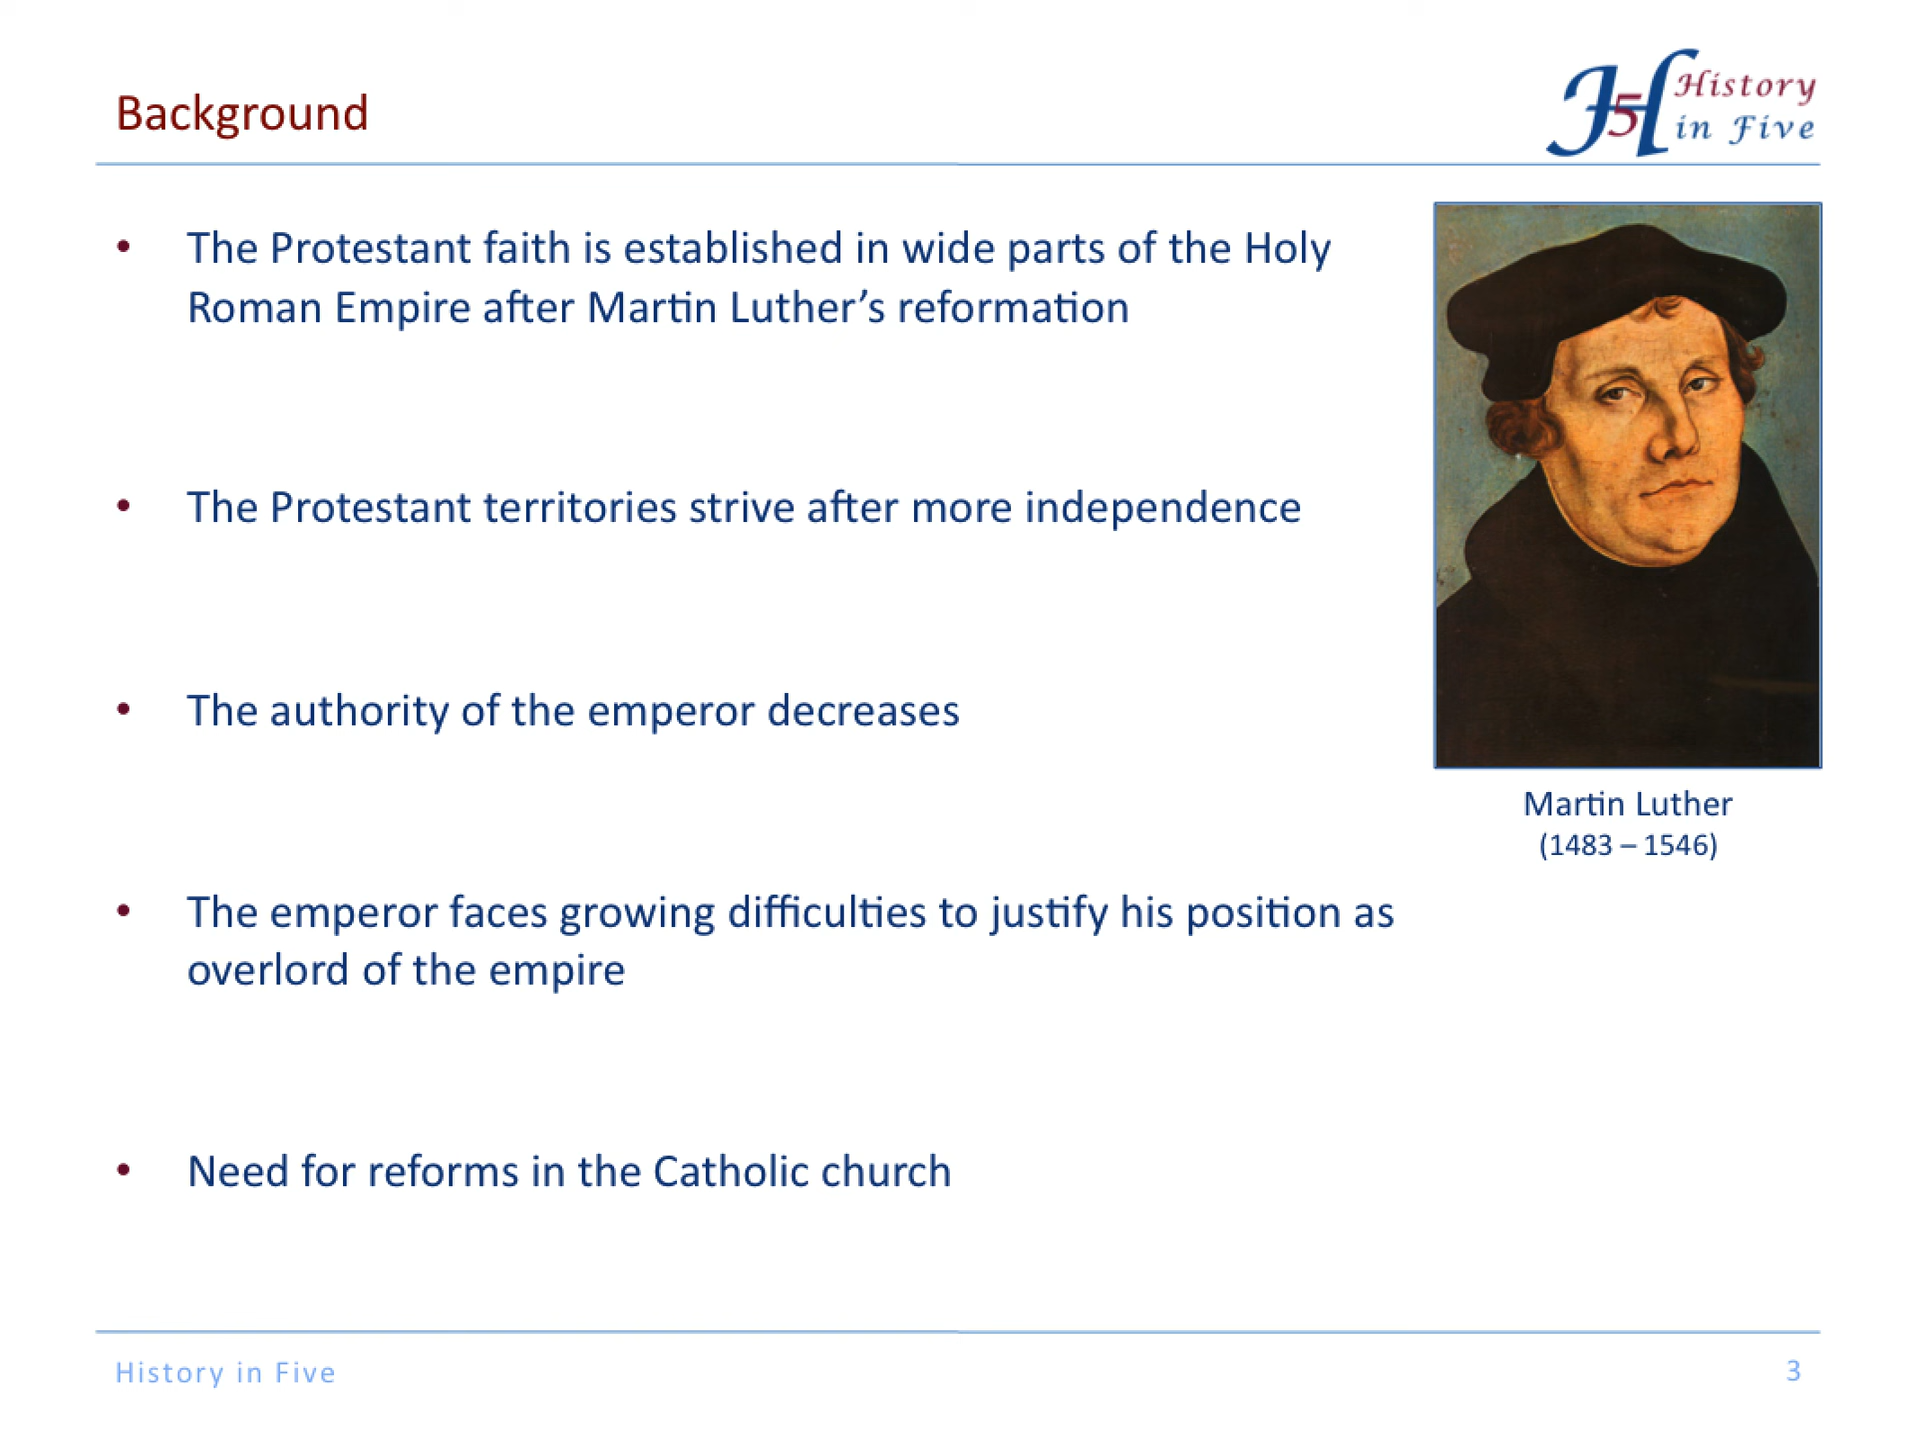 Background
H5H History
in Five
• The Protestant faith is established in wide parts of the Holy
Roman Empire after Martin Luther’s reformation
• The Protestant territories strive after more independence
• The authority of the emperor decreases
Martin Luther
(1483 – 1546)
• The emperor faces growing difficulties to justify his position as
overlord of the empire
• Need for reforms in the Catholic church
History in Five
3